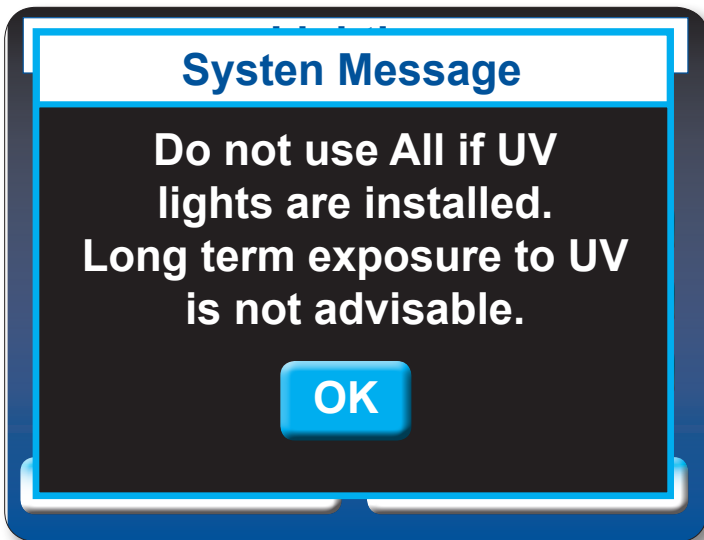 Systen Message
Do not use All if UV
lights are installed.
Long term exposure to UV
is not advisable.
OK